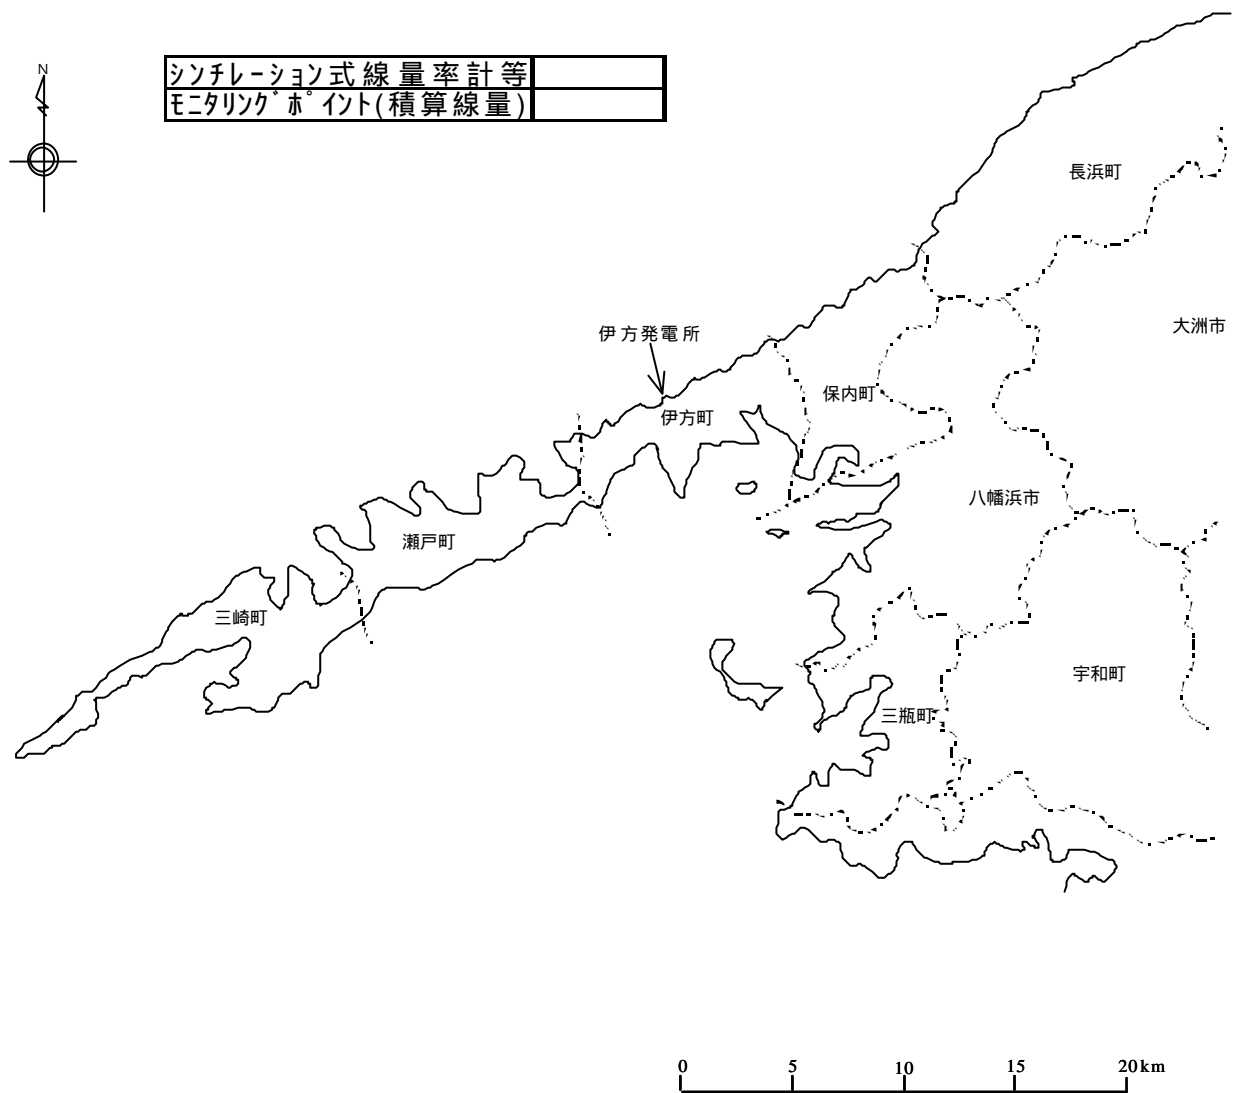 N
シンチレーション式線量率計等
モニタリングポイント(積算線量)
長浜町
大洲市
伊方発電所
保内町
伊方町
八幡浜市
瀬戸町
三崎町
宇和町
三瓶町
0 5 10 15 20km